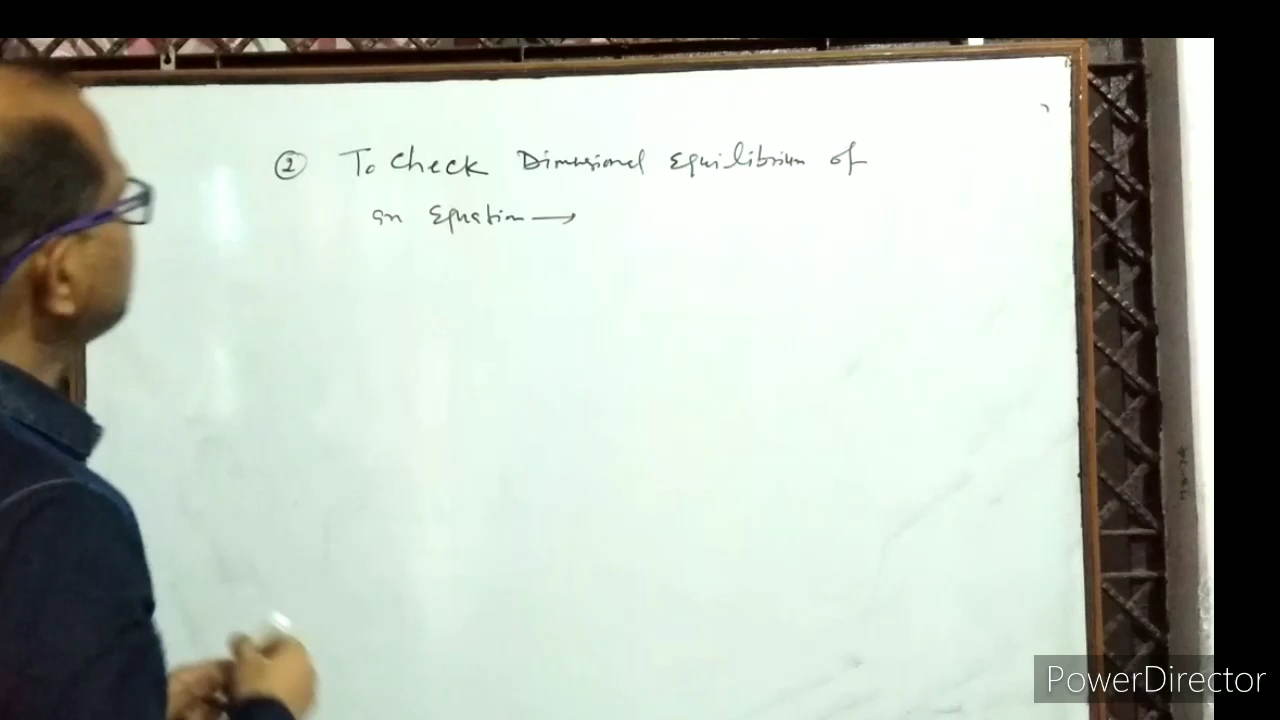 ② To Check Dimensional Equilibrium of
an Equation →
PowerDirector